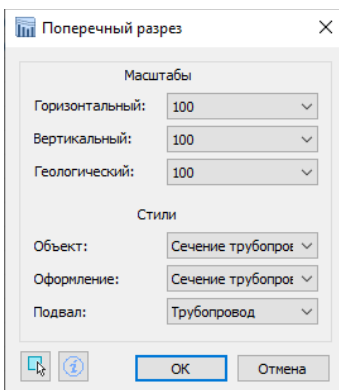 Поперечный разрез
Масштабы
Горизонтальный: 100
Вертикальный: 100
Геологический: 100
Стили
Объект: Сечение трубопров
Оформление: Сечение трубопров
Подвал: Трубопровод
ОК Отмена